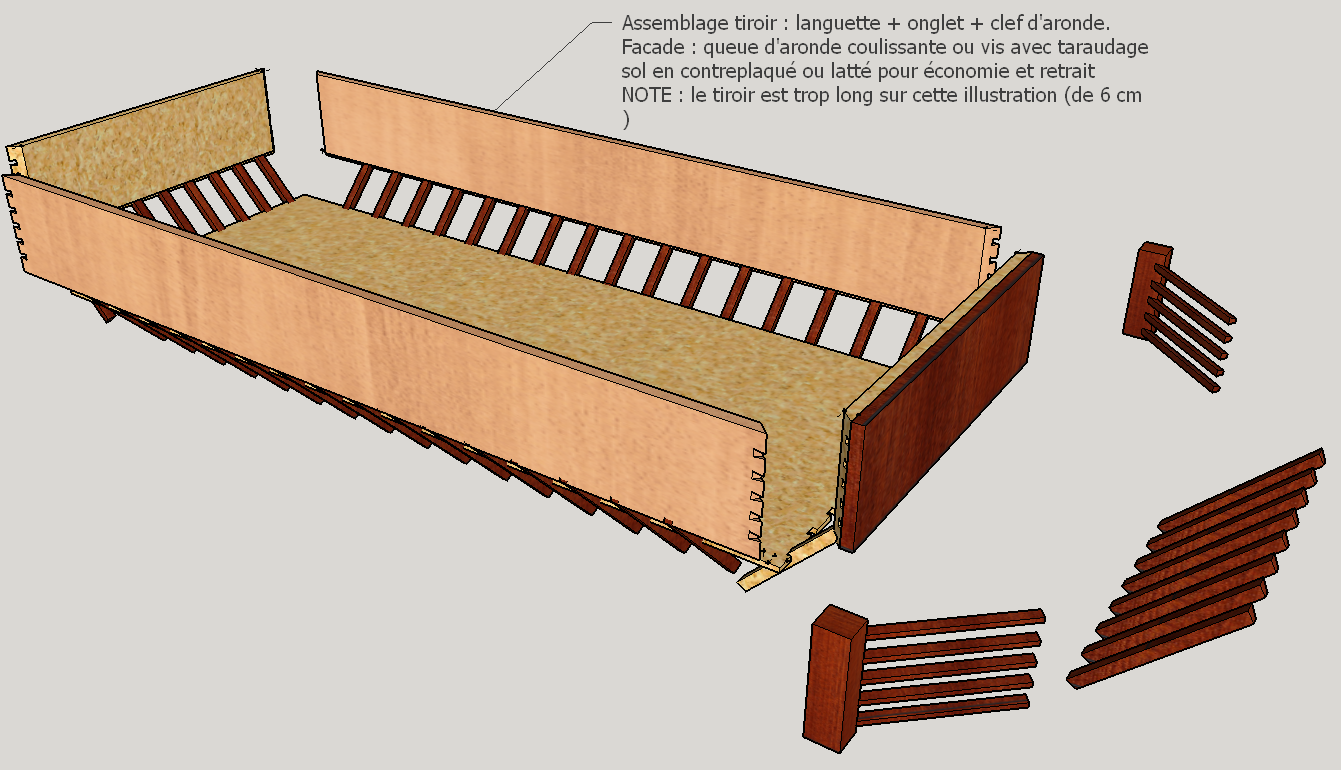 Assemblage tiroir : languette + onglet + clef d'aronde.
Facade : queue d'aronde coulissante ou vis avec taraudage
sol en contreplaqué ou latté pour économie et retrait
NOTE : le tiroir est trop long sur cette illustration (de 6 cm
)